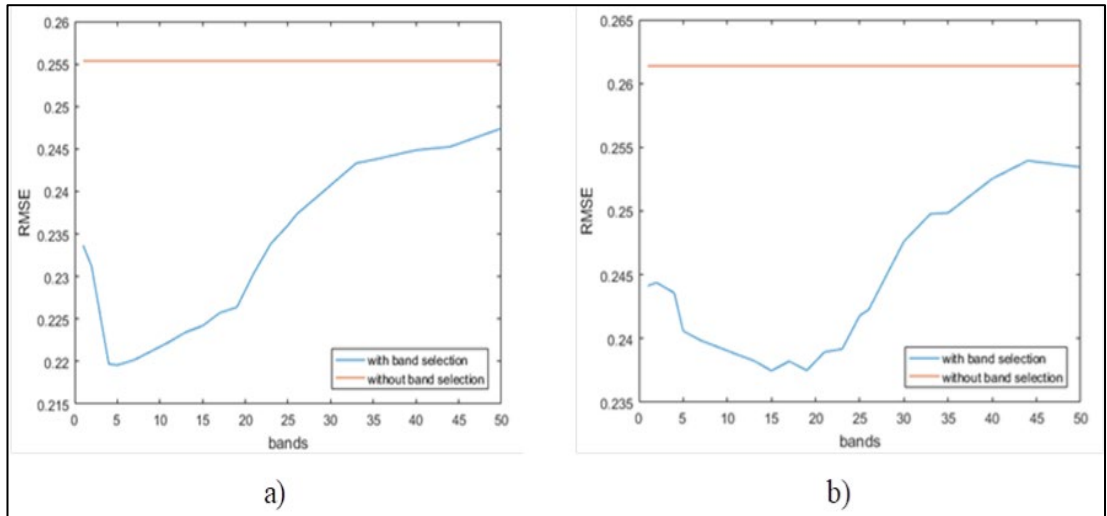 0.26
0.255
0.25
0.245
0.24
0.235
0.23
0.225
0.22
0.215
RMSE
0 5 10 15 20 25 30 35 40 45 50
bands
with band selection
without band selection
a)
0.265
0.26
0.255
0.25
0.245
0.24
0.235
RMSE
0 5 10 15 20 25 30 35 40 45 50
bands
with band selection
without band selection
b)